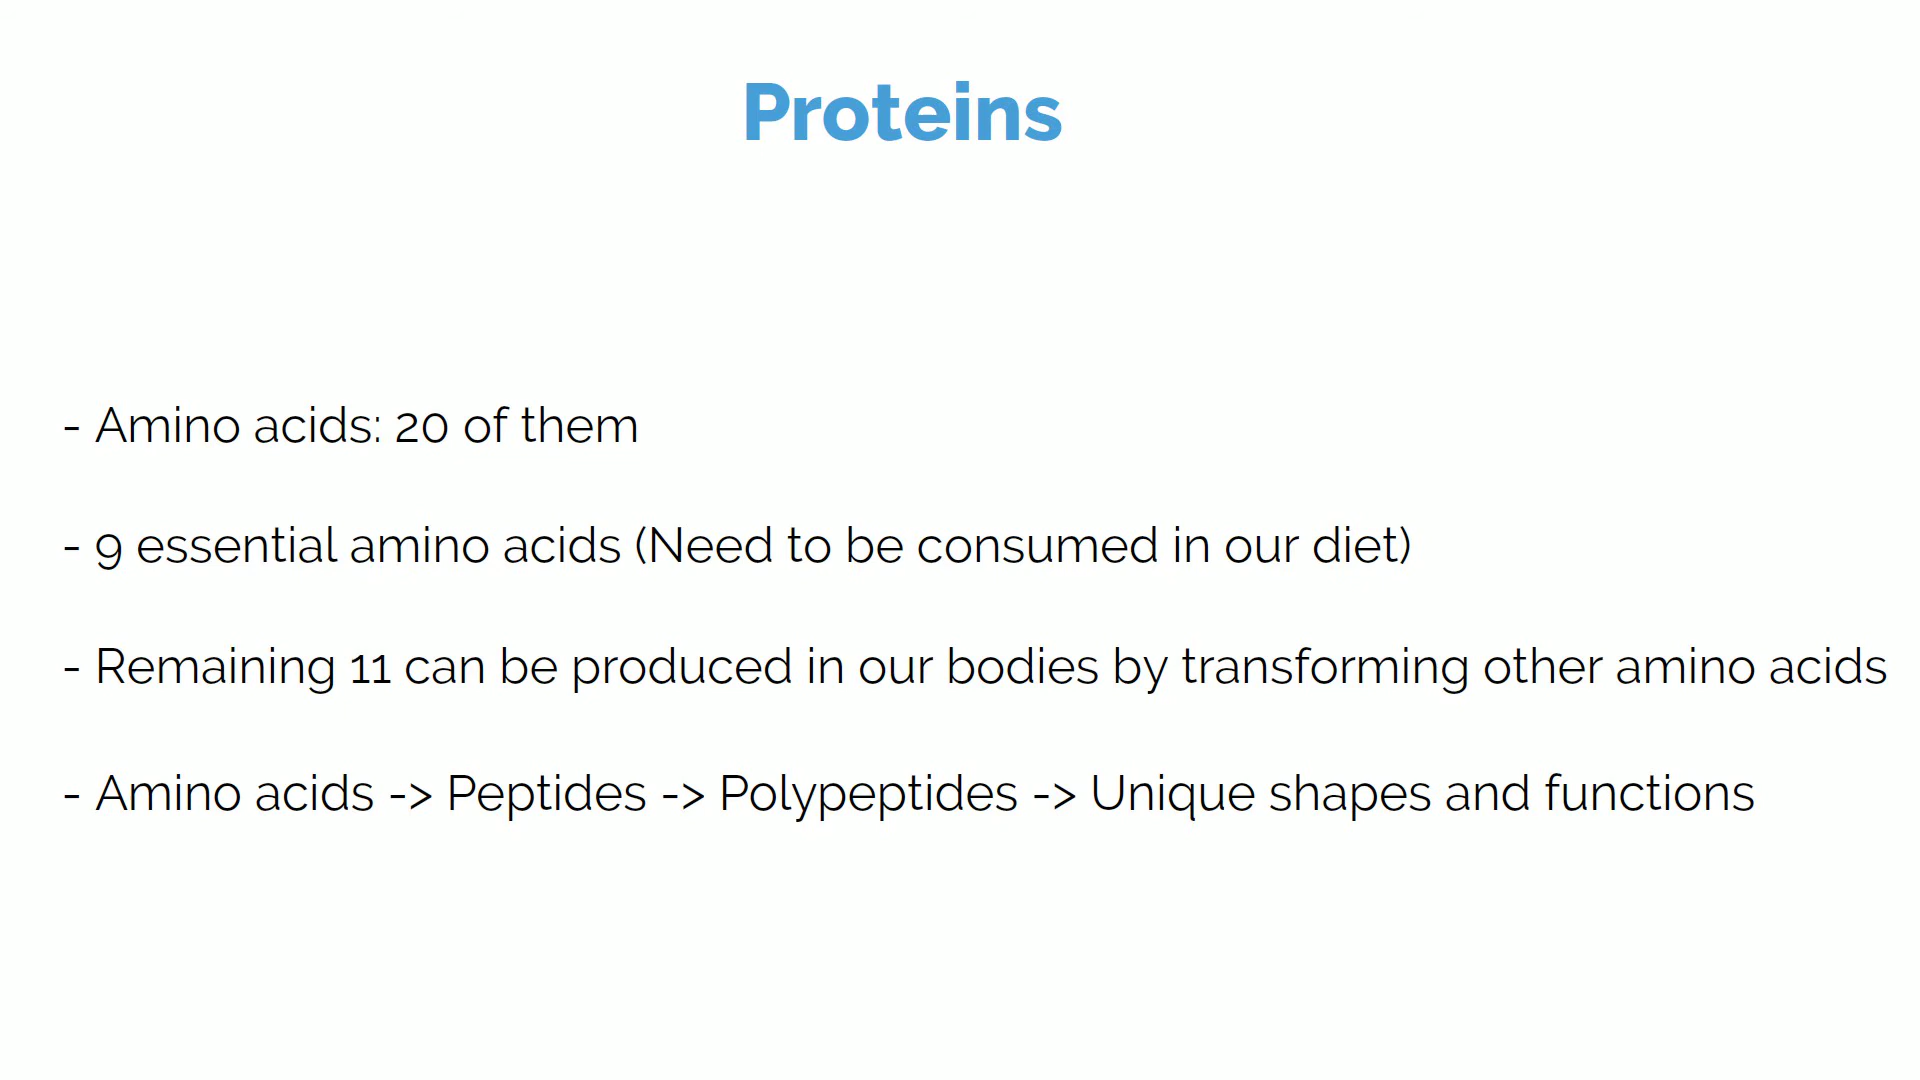 Proteins
- Amino acids: 20 of them
- 9 essential amino acids (Need to be consumed in our diet)
- Remaining 11 can be produced in our bodies by transforming other amino acids
- Amino acids -> Peptides -> Polypeptides -> Unique shapes and functions